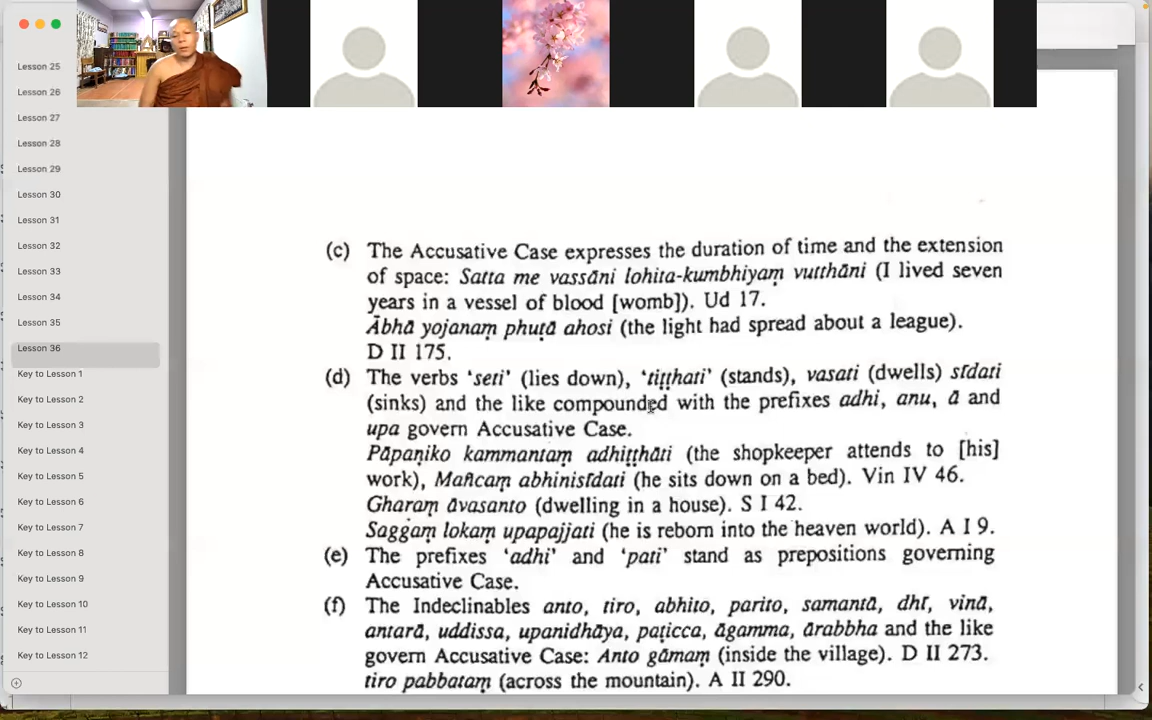 Lesson 25
Lesson 26
Lesson 27
Lesson 28
Lesson 29
Lesson 30
Lesson 31
Lesson 32
Lesson 33
Lesson 34
Lesson 35
Lesson 36
Key to Lesson 1
Key to Lesson 2
Key to Lesson 3
Key to Lesson 4
Key to Lesson 5
Key to Lesson 6
Key to Lesson 7
Key to Lesson 8
Key to Lesson 9
Key to Lesson 10
Key to Lesson 11
Key to Lesson 12
(c) The Accusative Case expresses the duration of time and the extension
of space: Satta me vassāni lohita-kumbhiyaṃ vutthāni (I lived seven
years in a vessel of blood [womb]). Ud 17.
Ābhā yojanaṃ phuṭā ahosi (the light had spread about a league).
D II 175.
(d) The verbs ‘seti’ (lies down), ‘tiṭṭhati’ (stands), vasati (dwells) sīdati
(sinks) and the like compounded with the prefixes adhi, anu, ā and
upa govern Accusative Case.
Pāpaṇiko kammantaṃ adhiṭṭhāti (the shopkeeper attends to [his]
work), Mañcaṃ abhinisīdati (he sits down on a bed). Vin IV 46.
Gharaṃ āvasanto (dwelling in a house). S I 42.
Saggaṃ lokaṃ upapajjati (he is reborn into the heaven world). A I 9.
(e) The prefixes ‘adhi’ and ‘pati’ stand as prepositions governing
Accusative Case.
(f) The Indeclinables anto, tiro, abhito, parito, samantā, dhī, vinā,
antarā, uddissa, upanidhāya, paṭicca, āgamma, ārabbha and the like
govern Accusative Case: Anto gāmaṃ (inside the village). D II 273.
tiro pabbataṃ (across the mountain). A II 290.